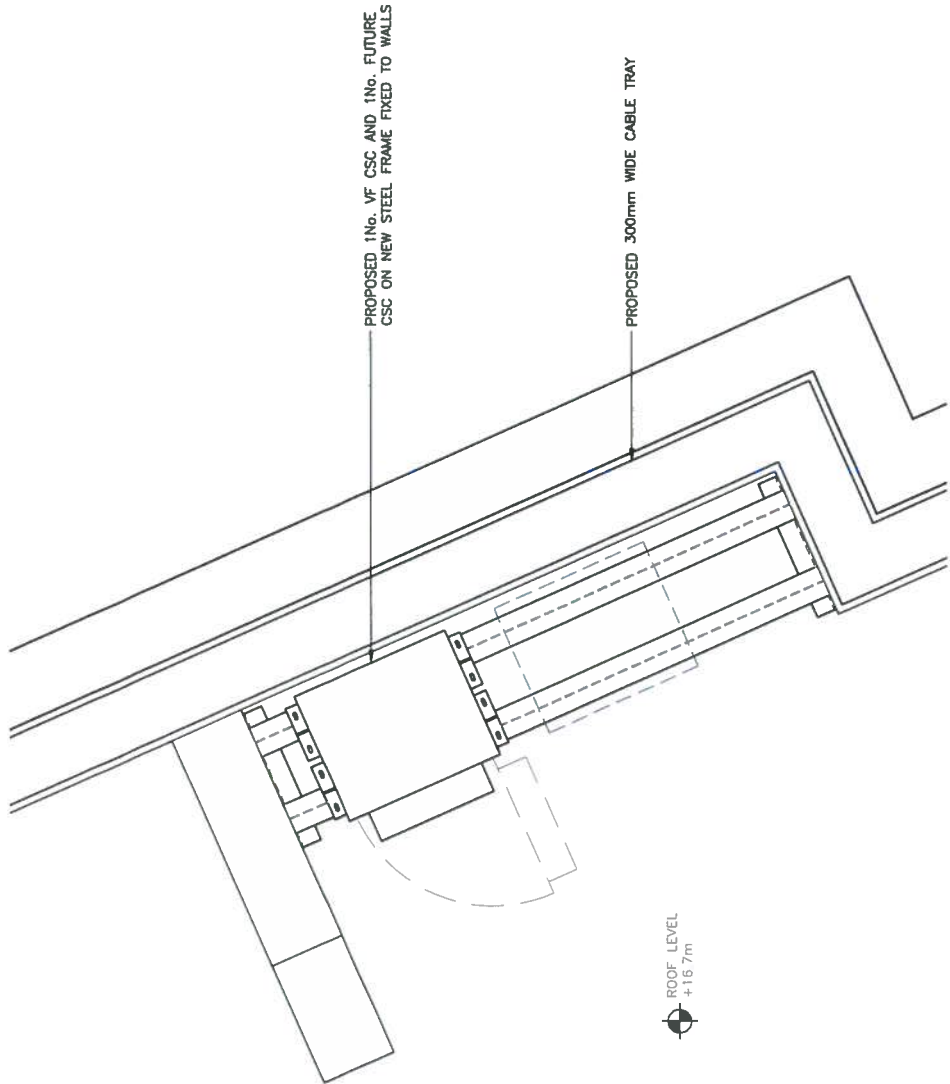 PROPOSED 1No. VF CSC AND 1No. FUTURE
CSC ON NEW STEEL FRAME FIXED TO WALLS
PROPOSED 300mm WIDE CABLE TRAY
ROOF LEVEL
+16 7m